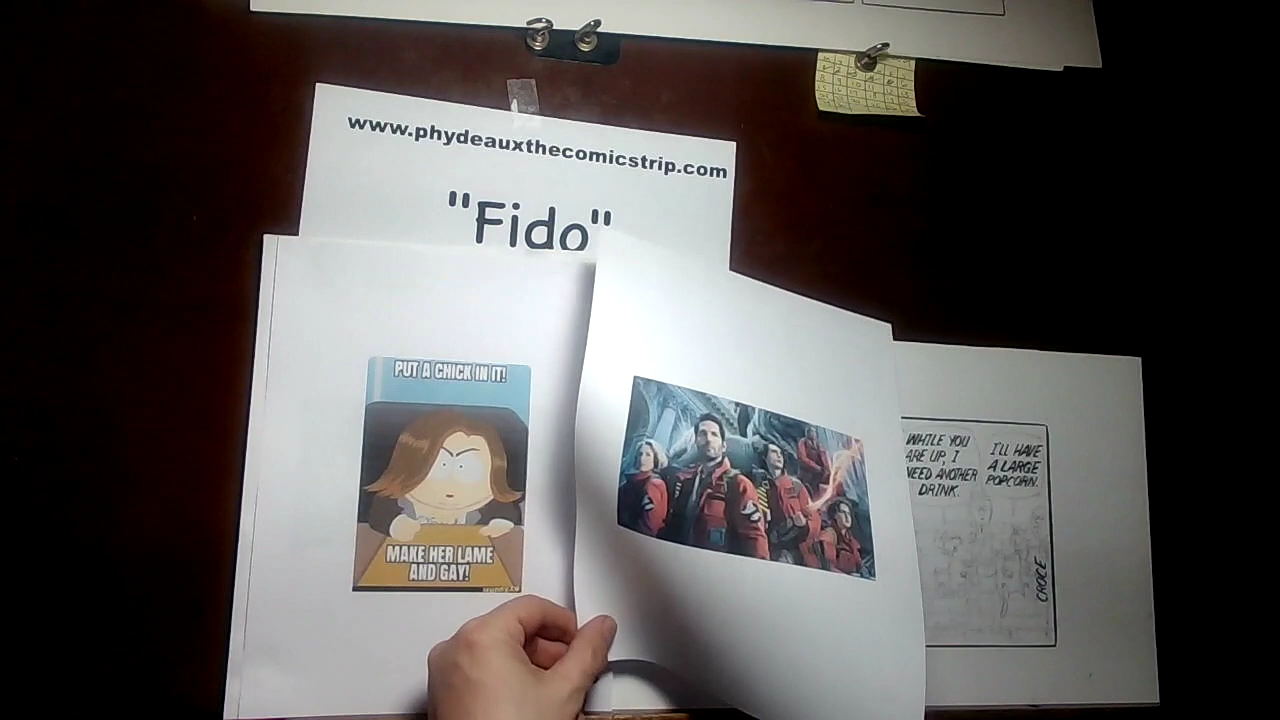 www.phydeauxthecomicstrip.com
"Fido"
PUT A CHICK IN IT!
MAKE HER LAME
AND GAY!
WHILE YOU
ARE UP, I
NEED ANOTHER
DRINK.
I'LL HAVE
A LARGE
POPCORN.
CROCE